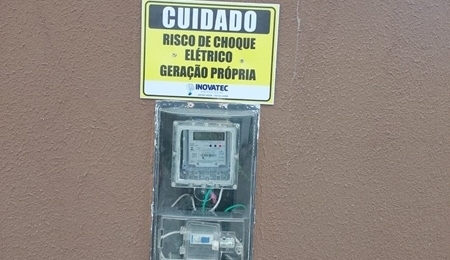 CUIDADO
RISCO DE CHOQUE
ELÉTRICO
GERAÇÃO PRÓPRIA
INOVATEC